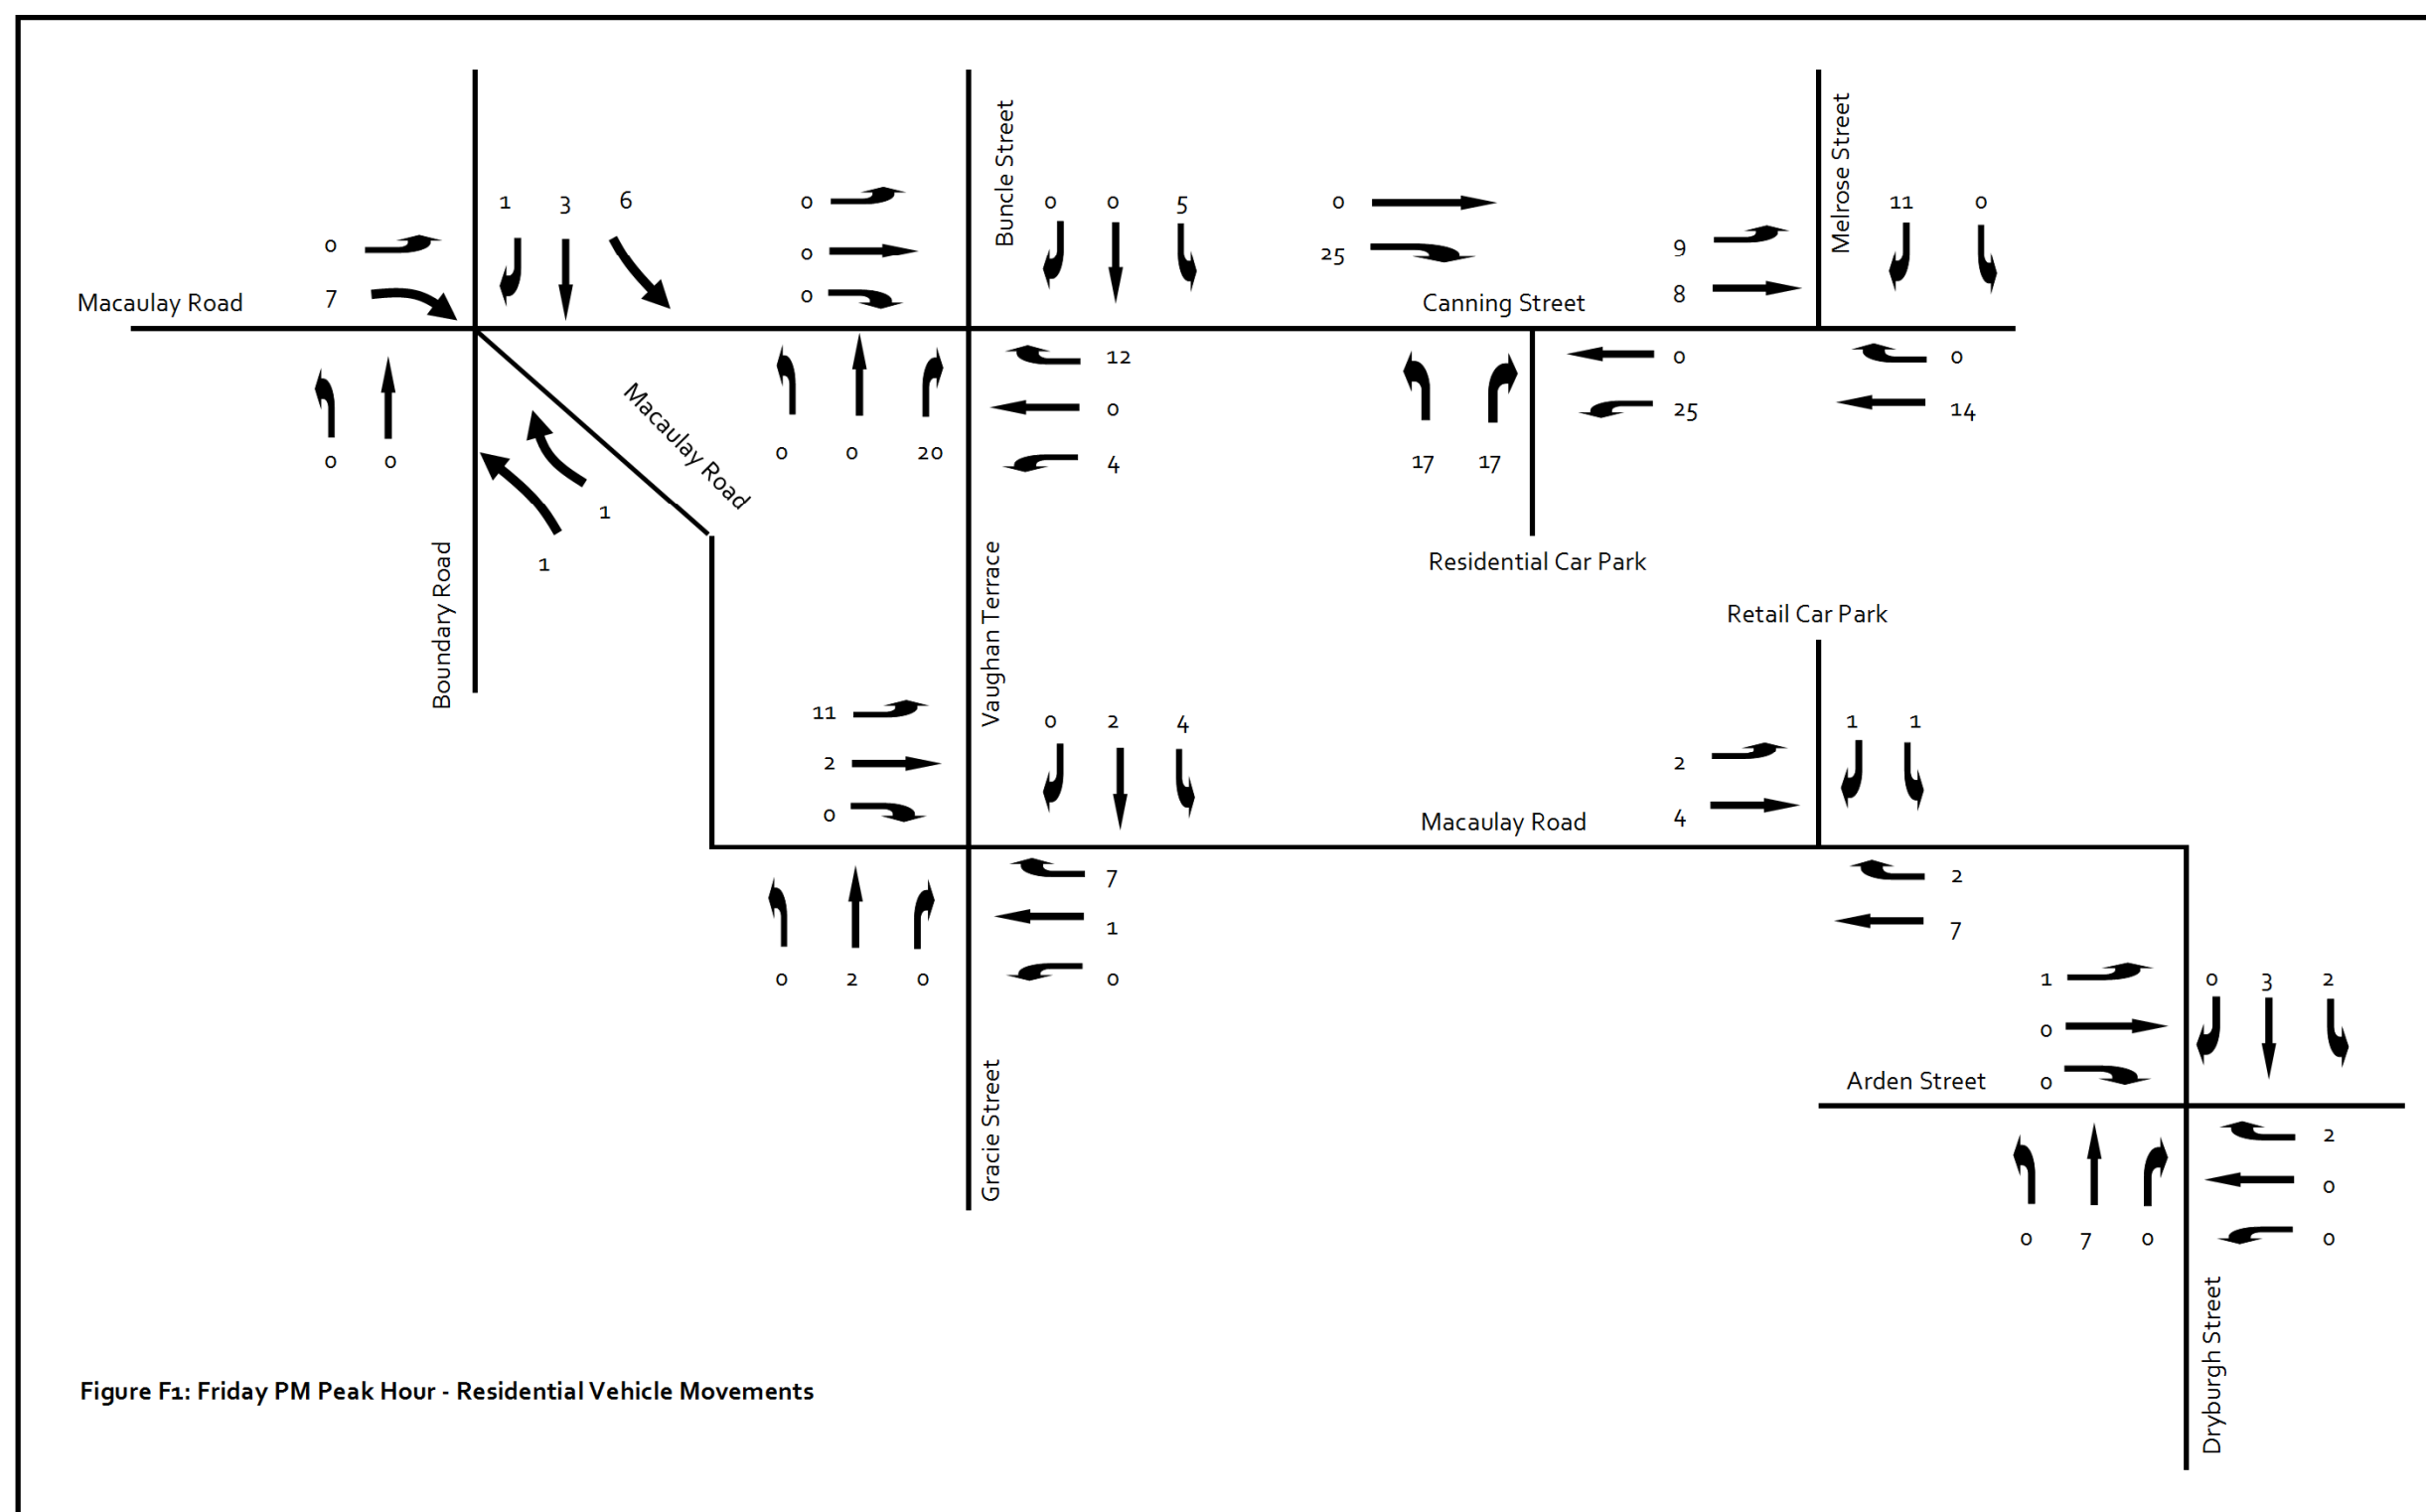 Buncle Street
Melrose Street
1 3 6
0
0 0 5
0
11 0
0
7
0
0
25
9
8
Macaulay Road
Canning Street
0 0
12
0
4
0 0 20
17 17
0
25
0
14
Macaulay Road
1
1
Boundary Road
Vaughan Terrace
Residential Car Park
Retail Car Park
11
2
0
0 2 4
2
4
1 1
Macaulay Road
7
1
0
0 2 0
2
7
1
0
0
0 3 2
Arden Street
Gracie Street
2
0
0
0 7 0
Dryburgh Street
Figure F1: Friday PM Peak Hour - Residential Vehicle Movements